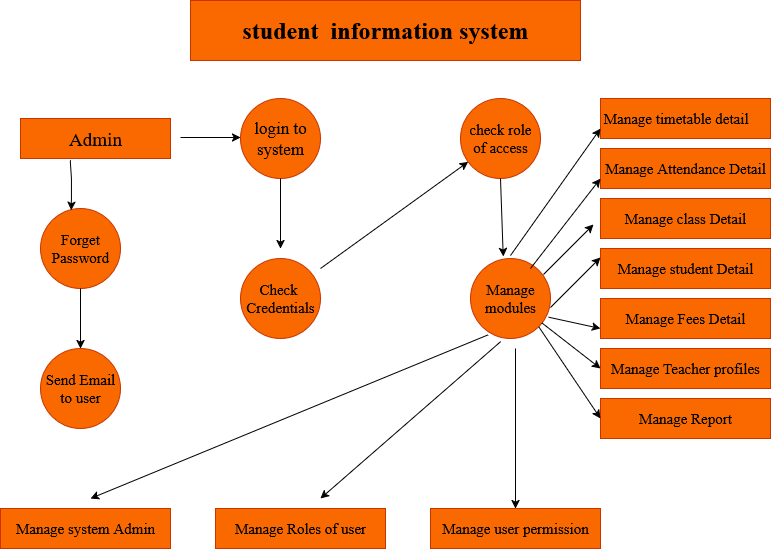 student  information system
Admin
login to
system
check role
of access
Forget
Password
Check
Credentials
Manage
modules
Send Email
to user
Manage timetable detail
Manage Attendance Detail
Manage class Detail
Manage student Detail
Manage Fees Detail
Manage Teacher profiles
Manage Report
Manage system Admin
Manage Roles of user
Manage user permission